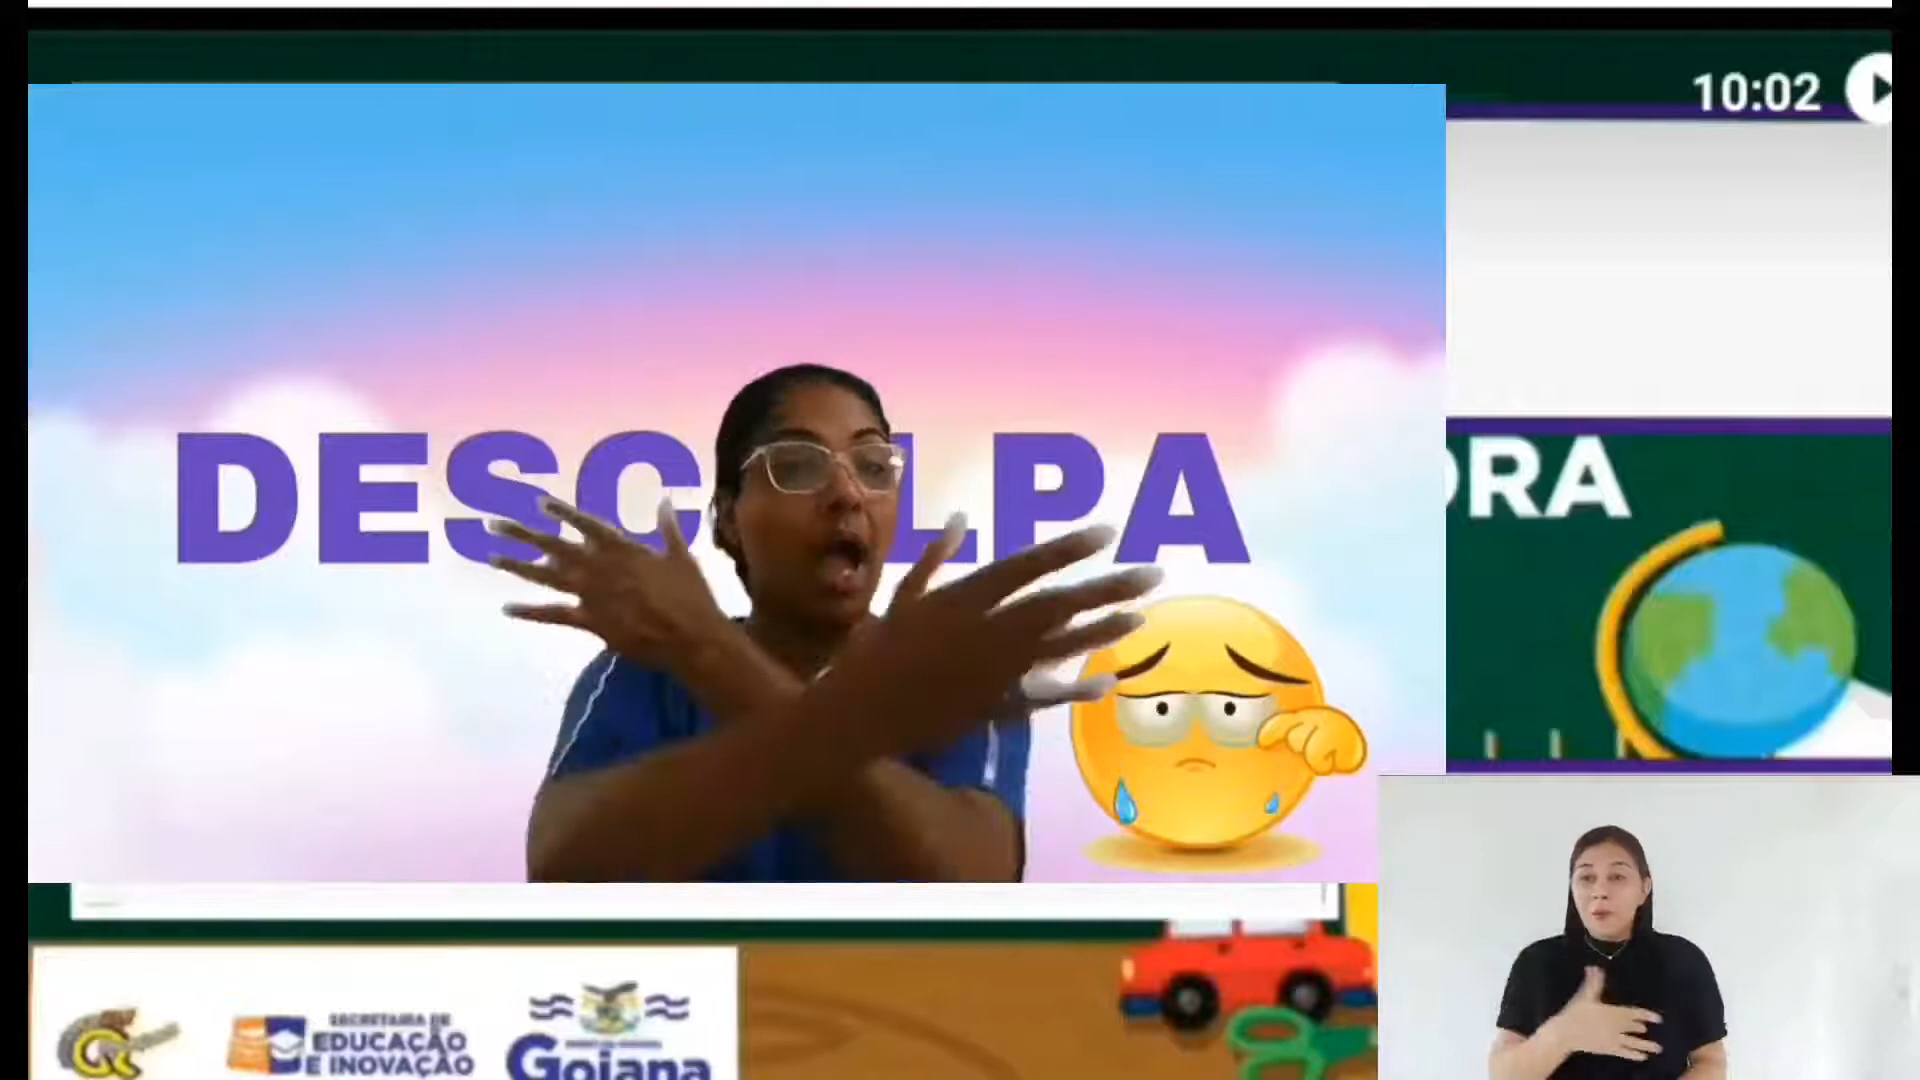 10:02
DESC LPA
ORA
SECRETARIA DE
EDUCAÇÃO
E INOVAÇÃO
Goiana